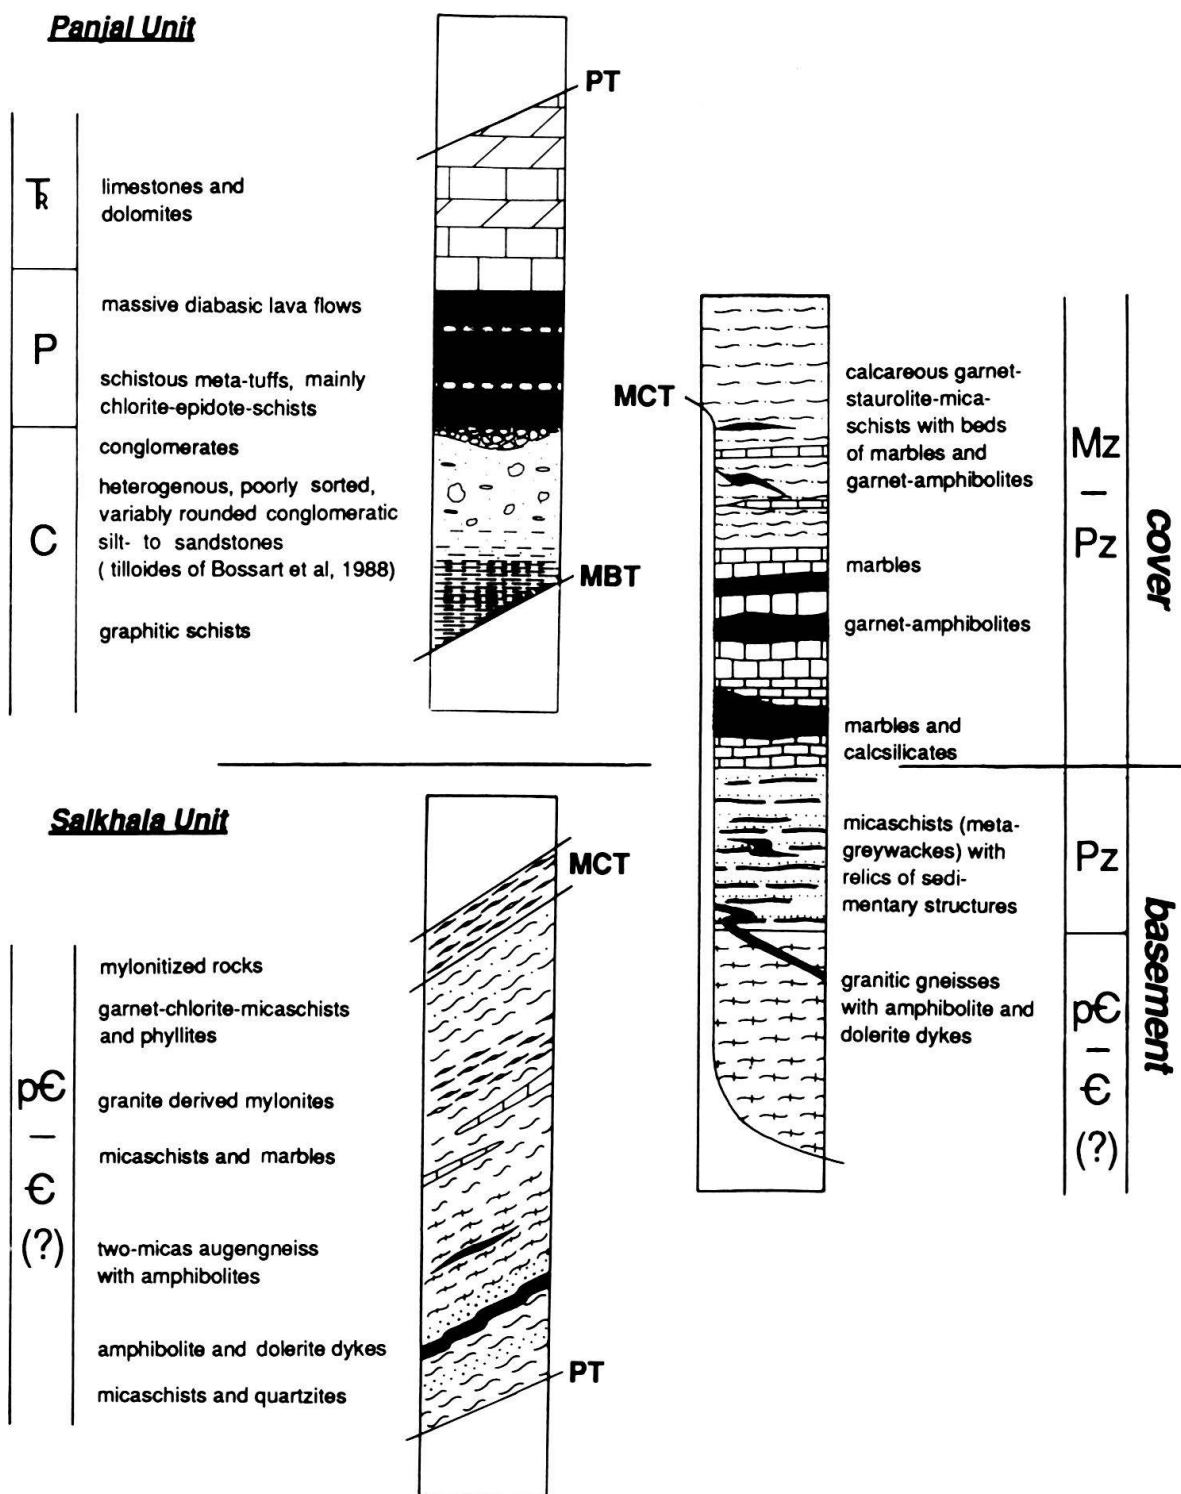 Panjal Unit
PT
TR
limestones and
dolomites
massive diabasic lava flows
P
schistous meta-tuffs, mainly
chlorite-epidote-schists
conglomerates
heterogenous, poorly sorted,
variably rounded conglomeratic
C
silt- to sandstones
( tilloides of Bossart et al, 1988)
MBT
graphitic schists
Salkhala Unit
MCT
mylonitized rocks
garnet-chlorite-micaschists
and phyllites
p€
–
€
(?)
granite derived mylonites
micaschists and marbles
two-micas augengneiss
with amphibolites
amphibolite and dolerite dykes
PT
micaschists and quartzites
MCT
calcareous garnet-
staurolite-mica-
schists with beds
of marbles and
garnet-amphibolites
Mz
–
Pz
cover
marbles
garnet-amphibolites
marbles and
calcsilicates
micaschists (meta-
greywackes) with
relics of sedi-
mentary structures
Pz
basement
granitic gneisses
with amphibolite and
dolerite dykes
p€
–
€
(?)